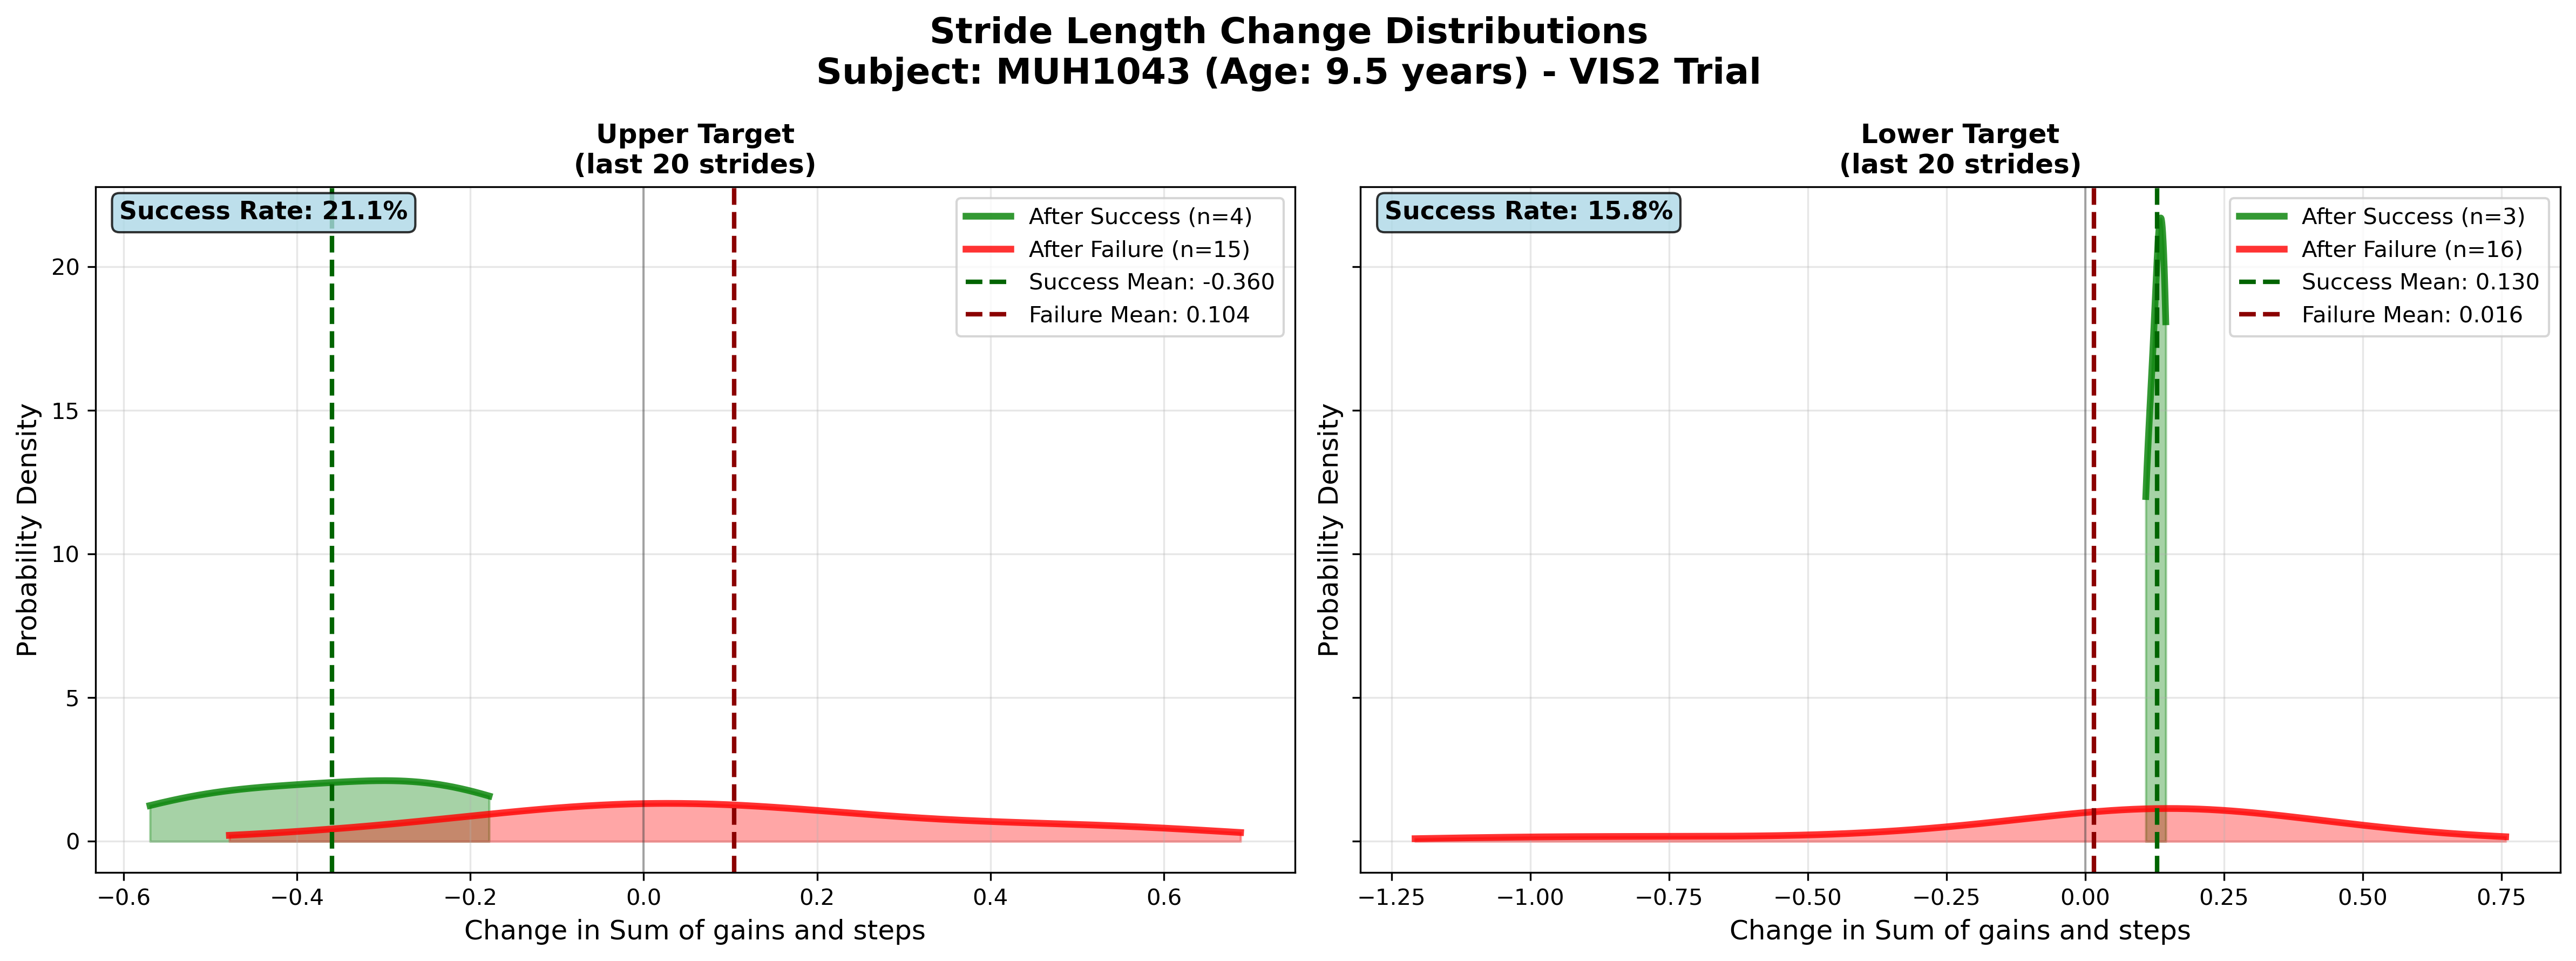 Stride Length Change Distributions
Subject: MUH1043 (Age: 9.5 years) - VIS2 Trial
Upper Target
(last 20 strides)
Success Rate: 21.1%
After Success (n=4)
After Failure (n=15)
Success Mean: -0.360
Failure Mean: 0.104
Probability Density
20
15
10
5
0
−0.6
−0.4
−0.2
0.0
0.2
0.4
0.6
Change in Sum of gains and steps
Lower Target
(last 20 strides)
Success Rate: 15.8%
After Success (n=3)
After Failure (n=16)
Success Mean: 0.130
Failure Mean: 0.016
Probability Density
−1.25
−1.00
−0.75
−0.50
−0.25
0.00
0.25
0.50
0.75
Change in Sum of gains and steps